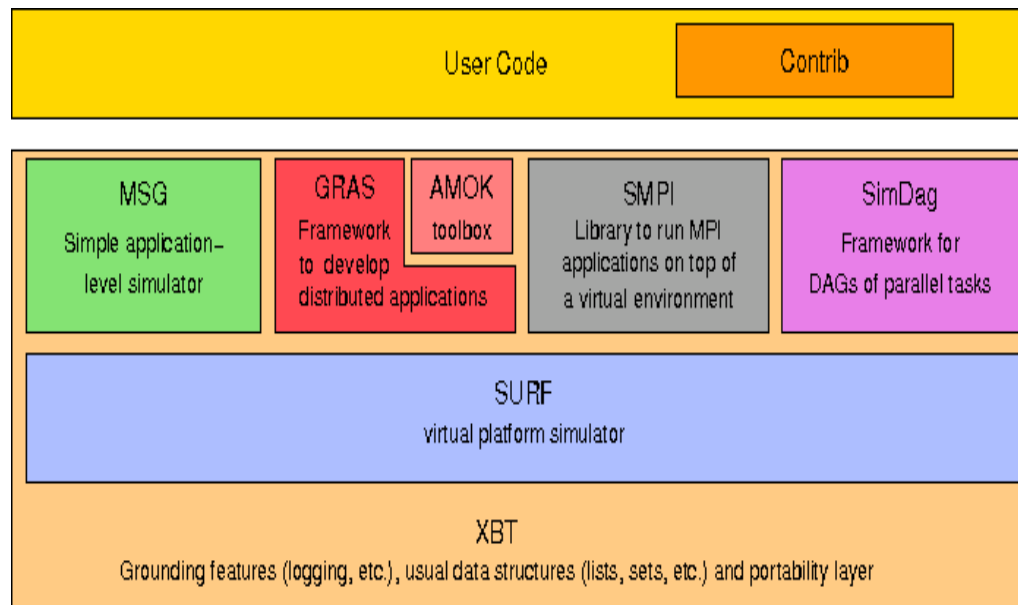 User Code
Contrib
MSG
Simple application–
level simulator
GRAS
Framework
to develop
distributed applications
AMOK
toolbox
SMPI
Library to run MPI
applications on top of
a virtual environment
SimDag
Framework for
DAGs of parallel tasks
SURF
virtual platform simulator
XBT
Grounding features (logging, etc.), usual data structures (lists, sets, etc.) and portability layer